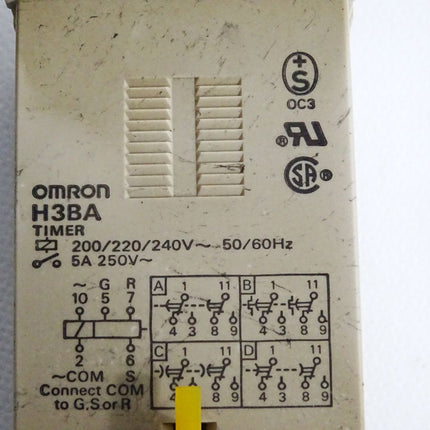 +
S
OC3
® RU
SA ®
OMRON
H3BA
TIMER
200/220/240V~ 50/60Hz
5A 250V~
~ G R
10 5 7
2 6
~COM S
Connect COM
to G,S or R
A 1 11 B 1 11
4 3 8 9 4 3 8 9
C 1 11 D 1 11
4 3 8 9 4 3 8 9